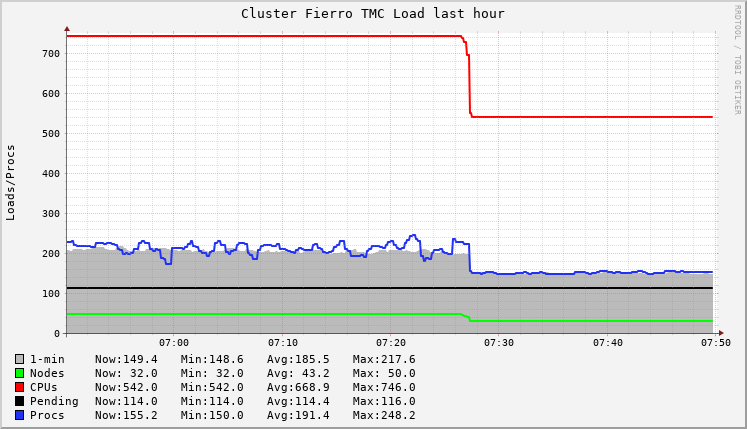 Cluster Fierro TMC Load last hour
RRDTOOL / TOBI OETIKER
Loads/Procs
700
600
500
400
300
200
100
0
07:00 07:10 07:20 07:30 07:40 07:50
1-min Now:149.4 Min:148.6 Avg:185.5 Max:217.6
Nodes Now: 32.0 Min: 32.0 Avg: 43.2 Max: 50.0
CPUs Now:542.0 Min:542.0 Avg:668.9 Max:746.0
Pending Now:114.0 Min:114.0 Avg:114.4 Max:116.0
Procs Now:155.2 Min:150.0 Avg:191.4 Max:248.2